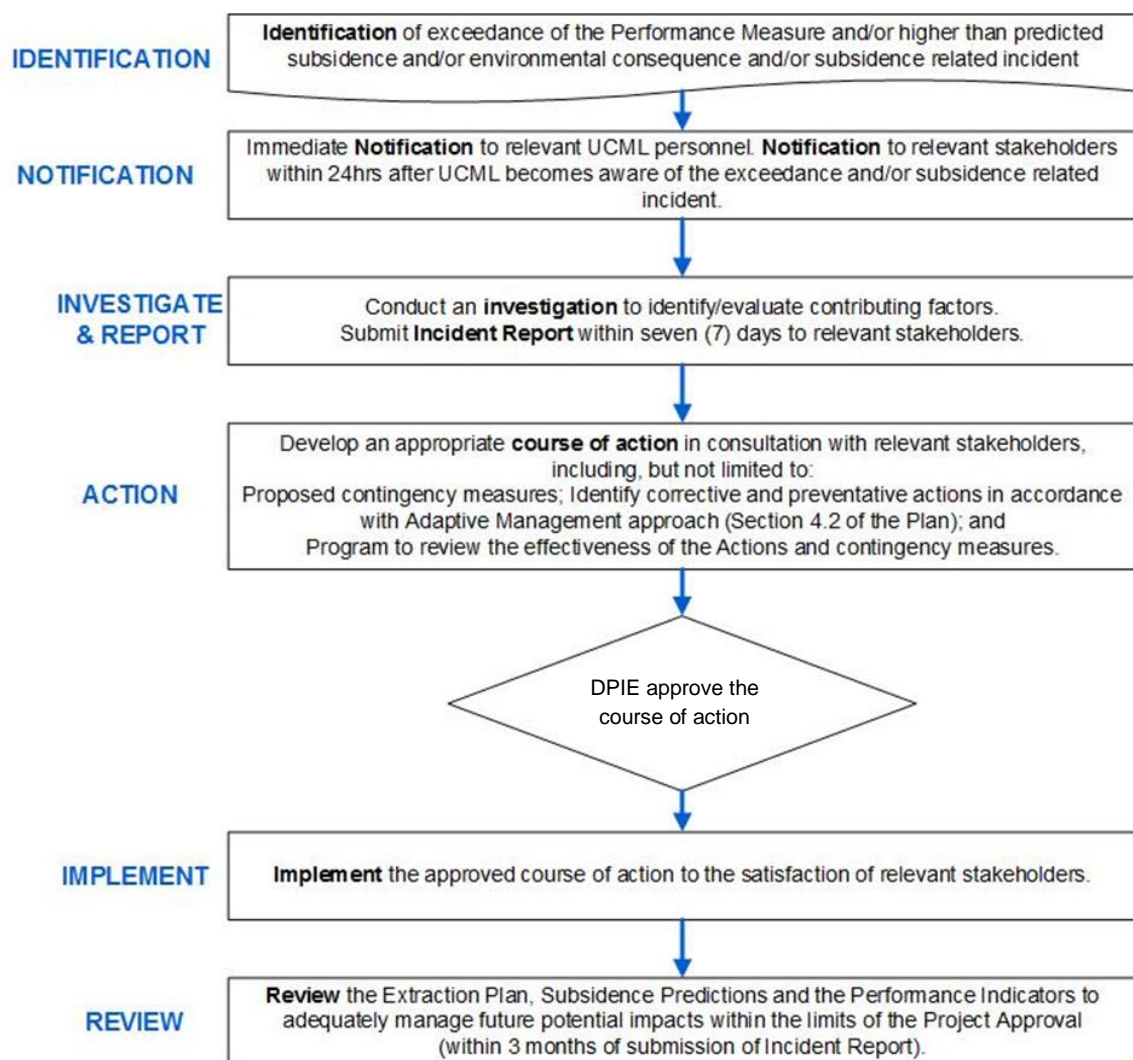 IDENTIFICATION
Identification of exceedance of the Performance Measure and/or higher than predicted
subsidence and/or environmental consequence and/or subsidence related incident
NOTIFICATION
Immediate Notification to relevant UCML personnel. Notification to relevant stakeholders
within 24hrs after UCML becomes aware of the exceedance and/or subsidence related
incident.
INVESTIGATE
& REPORT
Conduct an investigation to identify/evaluate contributing factors.
Submit Incident Report within seven (7) days to relevant stakeholders.
ACTION
Develop an appropriate course of action in consultation with relevant stakeholders,
including, but not limited to:
Proposed contingency measures; Identify corrective and preventative actions in accordance
with Adaptive Management approach (Section 4.2 of the Plan); and
Program to review the effectiveness of the Actions and contingency measures.
DPIE approve the
course of action
IMPLEMENT
Implement the approved course of action to the satisfaction of relevant stakeholders.
REVIEW
Review the Extraction Plan, Subsidence Predictions and the Performance Indicators to
adequately manage future potential impacts within the limits of the Project Approval
(within 3 months of submission of Incident Report).